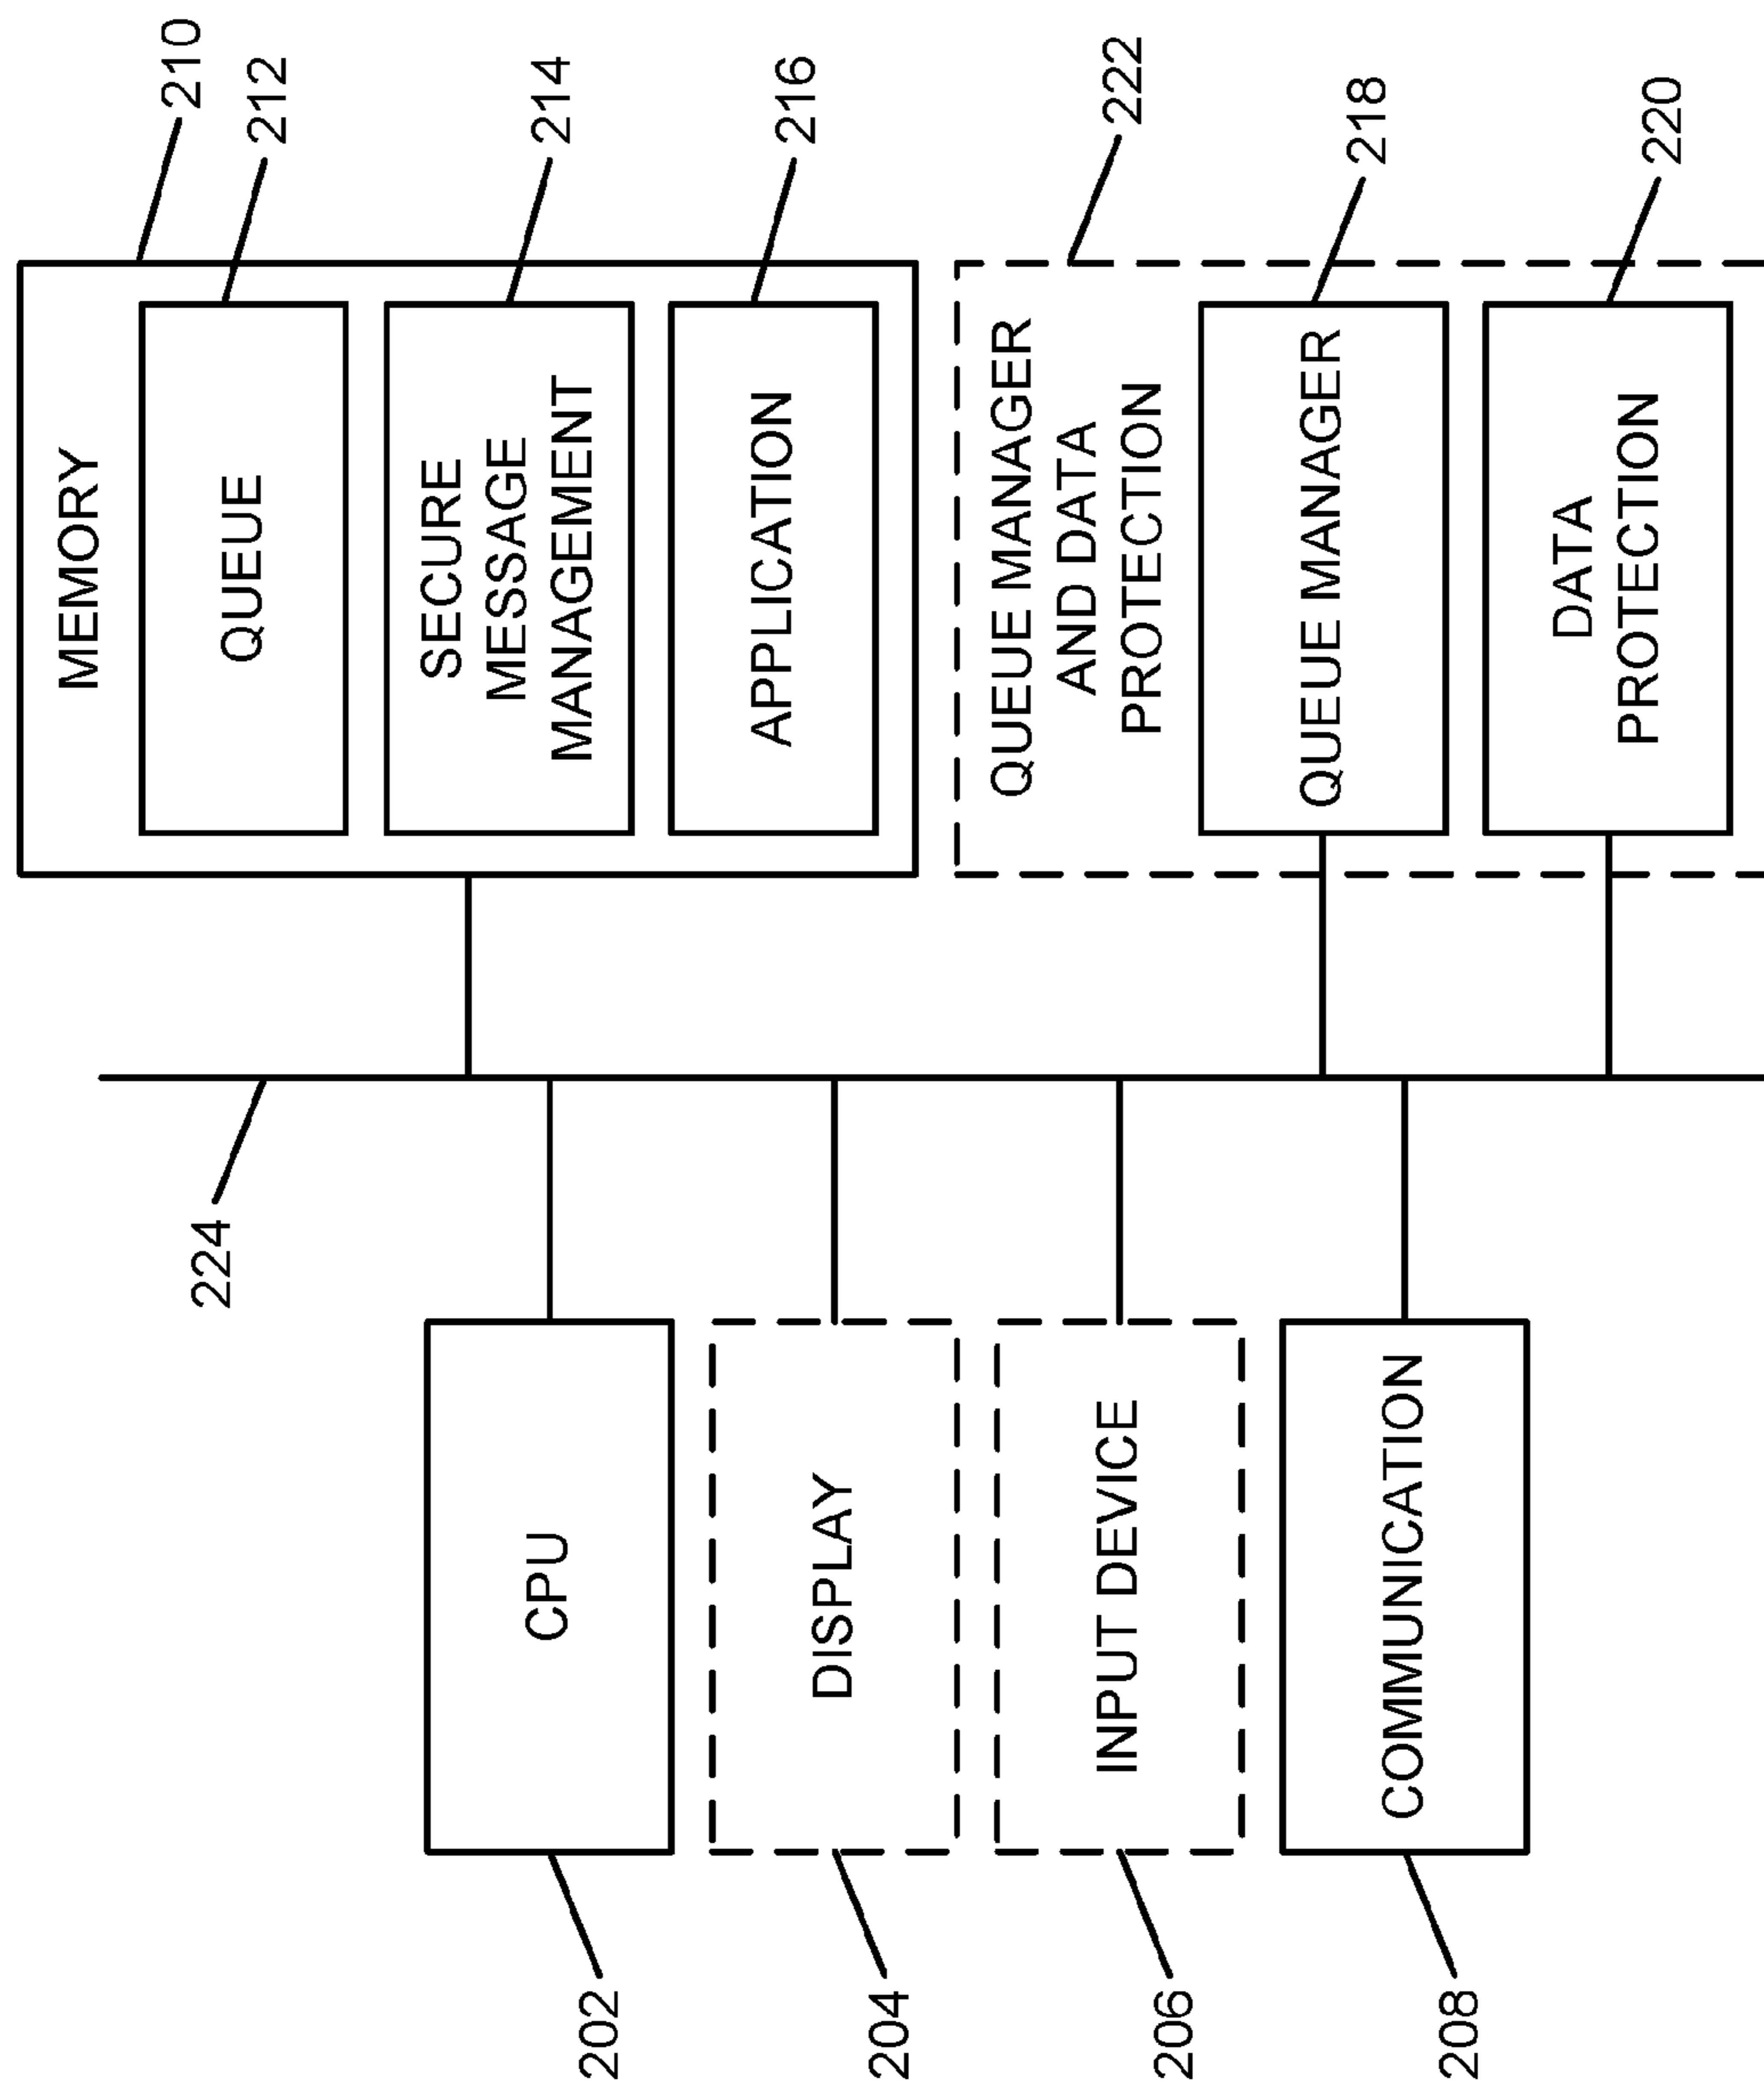 224
MEMORY
210
QUEUE
212
SECURE
MESSAGE
MANAGEMENT
214
APPLICATION
216
202
CPU
204
DISPLAY
206
INPUT DEVICE
208
COMMUNICATION
QUEUE MANAGER
AND DATA
PROTECTION
222
QUEUE MANAGER
218
DATA
PROTECTION
220